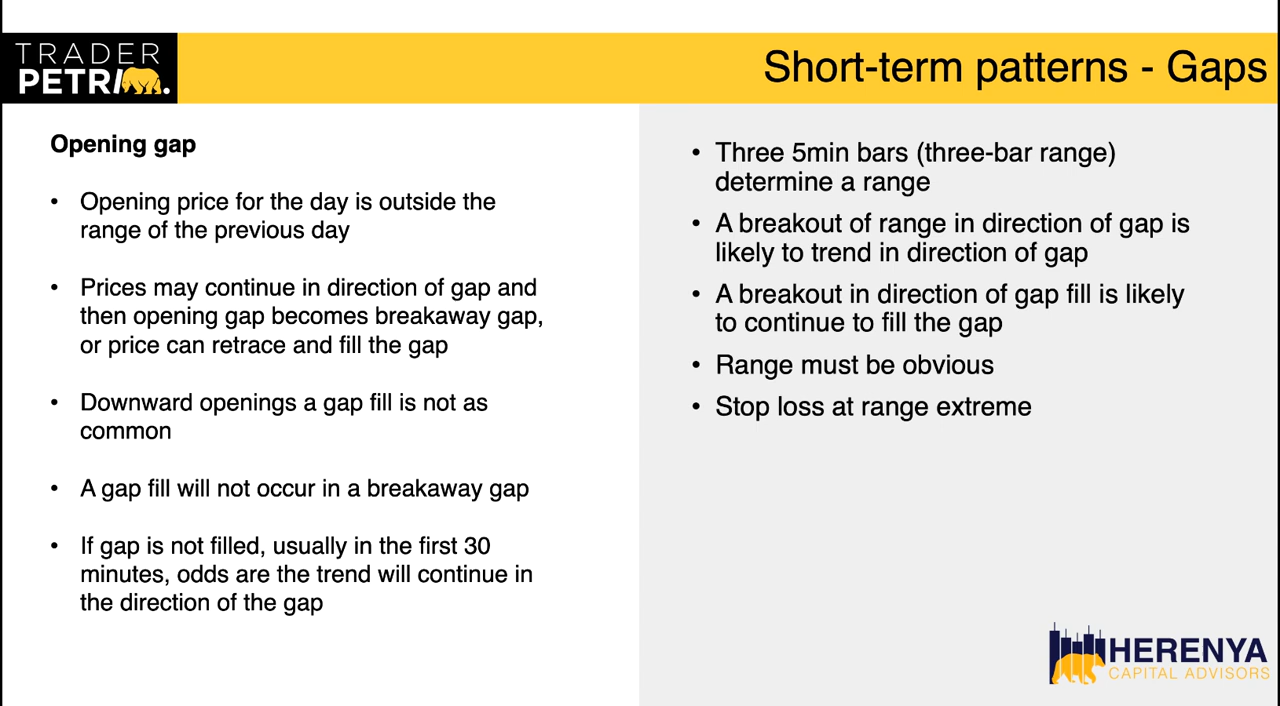 TRADER
PETRI.
Short-term patterns - Gaps
Opening gap
• Opening price for the day is outside the
range of the previous day
• Prices may continue in direction of gap and
then opening gap becomes breakaway gap,
or price can retrace and fill the gap
• Downward openings a gap fill is not as
common
• A gap fill will not occur in a breakaway gap
• If gap is not filled, usually in the first 30
minutes, odds are the trend will continue in
the direction of the gap
• Three 5min bars (three-bar range)
determine a range
• A breakout of range in direction of gap is
likely to trend in direction of gap
• A breakout in direction of gap fill is likely
to continue to fill the gap
• Range must be obvious
• Stop loss at range extreme
HERENYA
CAPITAL ADVISORS